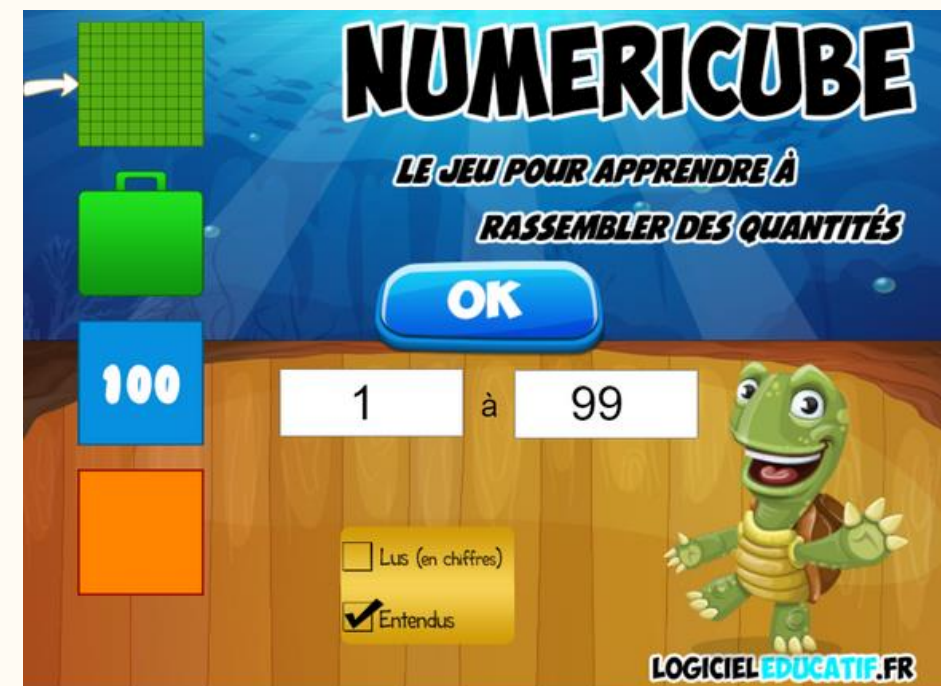 NUMERICUBE
LE JEU POUR APPRENDRE À
RASSEMBLER DES QUANTITÉS
OK
100
1 à 99
Lus (en chiffres)
Entendus
LOGICIELEDUCATIF.FR